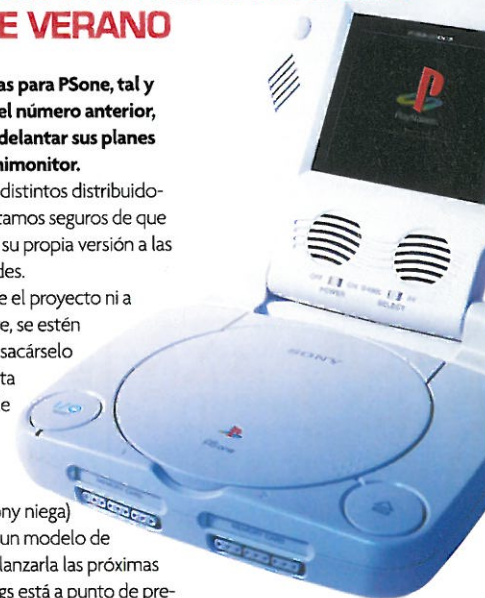 E VERANO
as para PSone, tal y
el número anterior,
delantar sus planes
nimonitor.
distintos distribuido-
tamos seguros de que
su propia versión a las
des.
e el proyecto ni a
e, se estén
sacárselo
ta
e
ony niega)
un modelo de
lanzarla las próximas
gs está a punto de pre-
PlayStation
OFF ON
POWER
SELECT
SONY
PSone